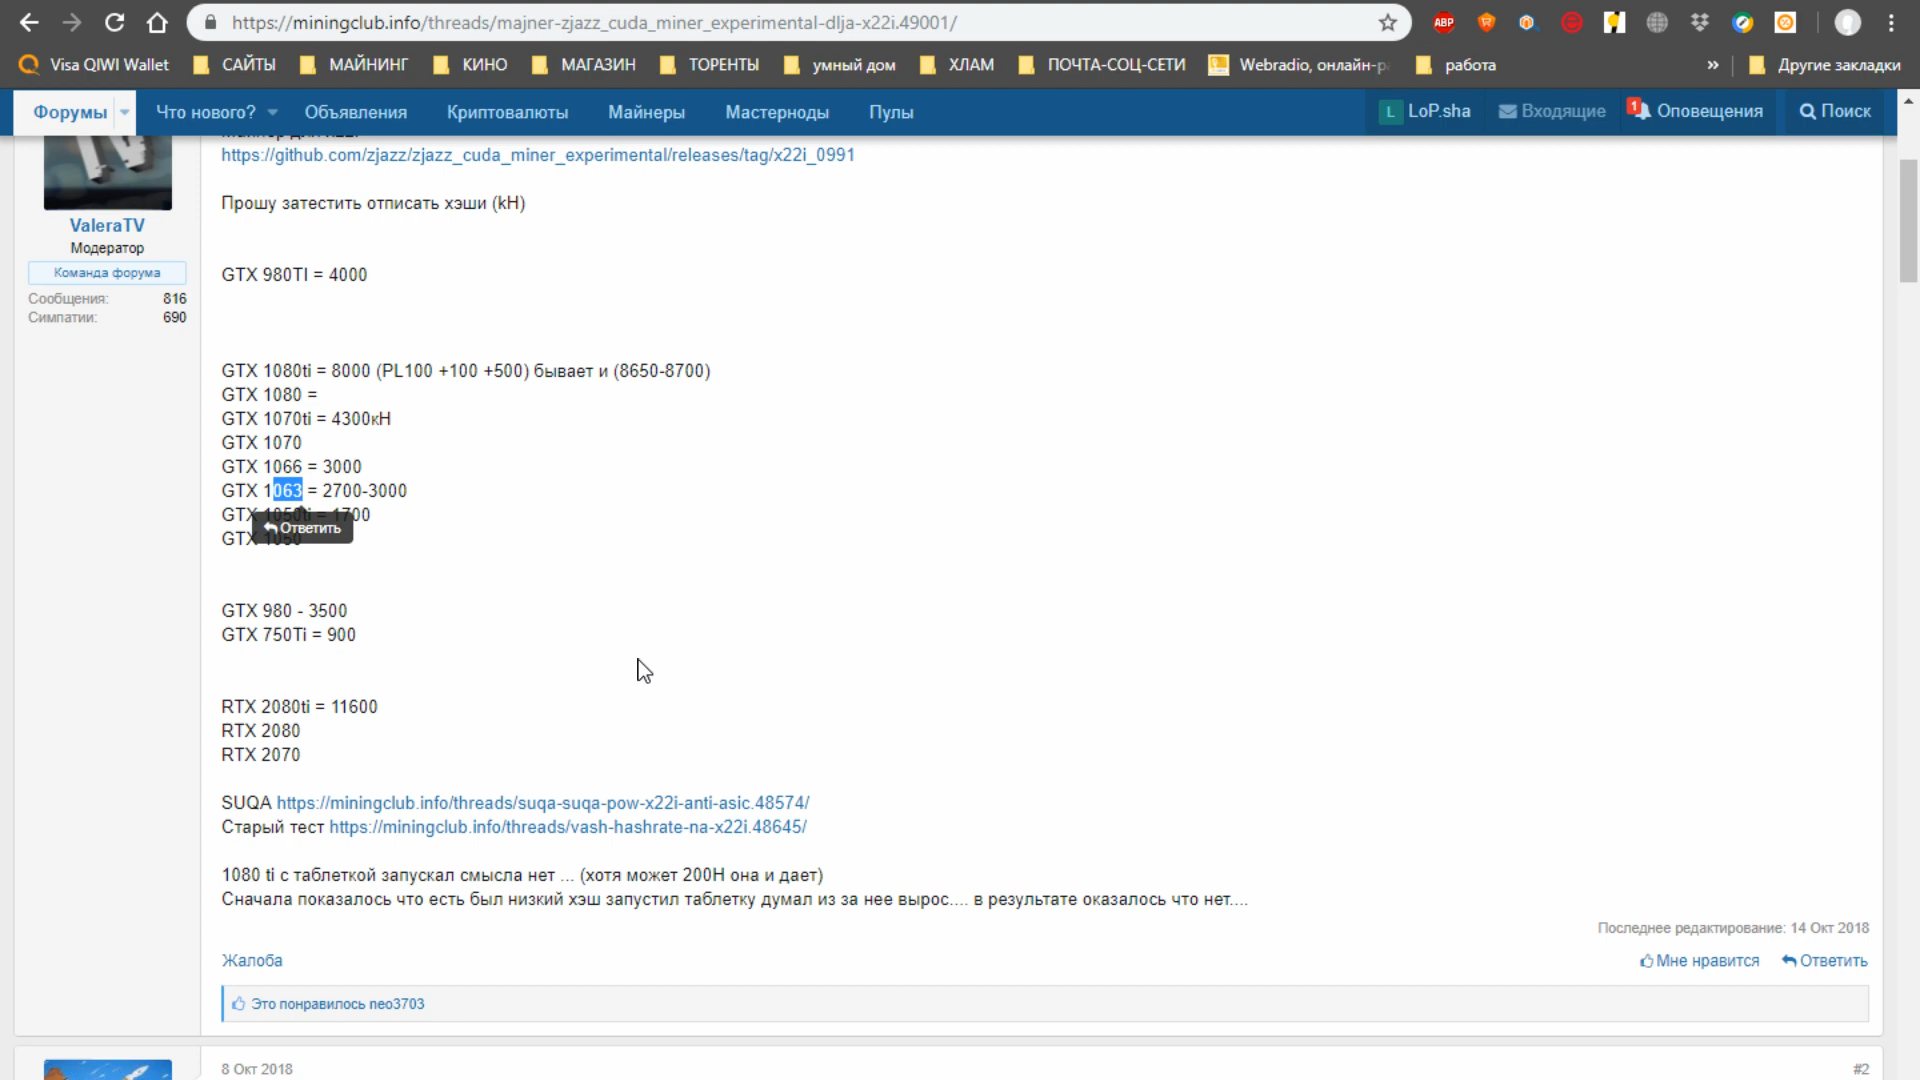 https://miningclub.info/threads/majner-zjazz_cuda_miner_experimental-dlja-x22i.49001/
ABP
Visa QIWI Wallet САЙТЫ МАЙНИНГ КИНО МАГАЗИН ТОРЕНТЫ умный дом ХЛАМ ПОЧТА-СОЦ-СЕТИ Webradio, онлайн-р работа » Другие закладки
Форумы Что нового? Объявления Криптовалюты Майнеры Мастерноды Пулы L LoP.sha Входящие 1 Оповещения Поиск
https://github.com/zjazz/zjazz_cuda_miner_experimental/releases/tag/x22i_0991
Прошу затестить отписать хэши (kH)
ValeraTV
Модератор
Команда форума
Сообщения: 816
Симпатии: 690
GTX 980TI = 4000
GTX 1080ti = 8000 (PL100 +100 +500) бывает и (8650-8700)
GTX 1080 =
GTX 1070ti = 4300кН
GTX 1070
GTX 1066 = 3000
GTX 1063 = 2700-3000
GTX 1050ti = 1700
Ответить
GTX 1050
GTX 980 - 3500
GTX 750Ti = 900
RTX 2080ti = 11600
RTX 2080
RTX 2070
SUQA https://miningclub.info/threads/suqa-suqa-pow-x22i-anti-asic.48574/
Старый тест https://miningclub.info/threads/vash-hashrate-na-x22i.48645/
1080 ti с таблеткой запускал смысла нет ... (хотя может 200Н она и дает)
Сначала показалось что есть был низкий хэш запустил таблетку думал из за нее вырос.... в результате оказалось что нет....
Последнее редактирование: 14 Окт 2018
Жалоба Мне нравится Ответить
Это понравилось neo3703
8 Окт 2018 #2